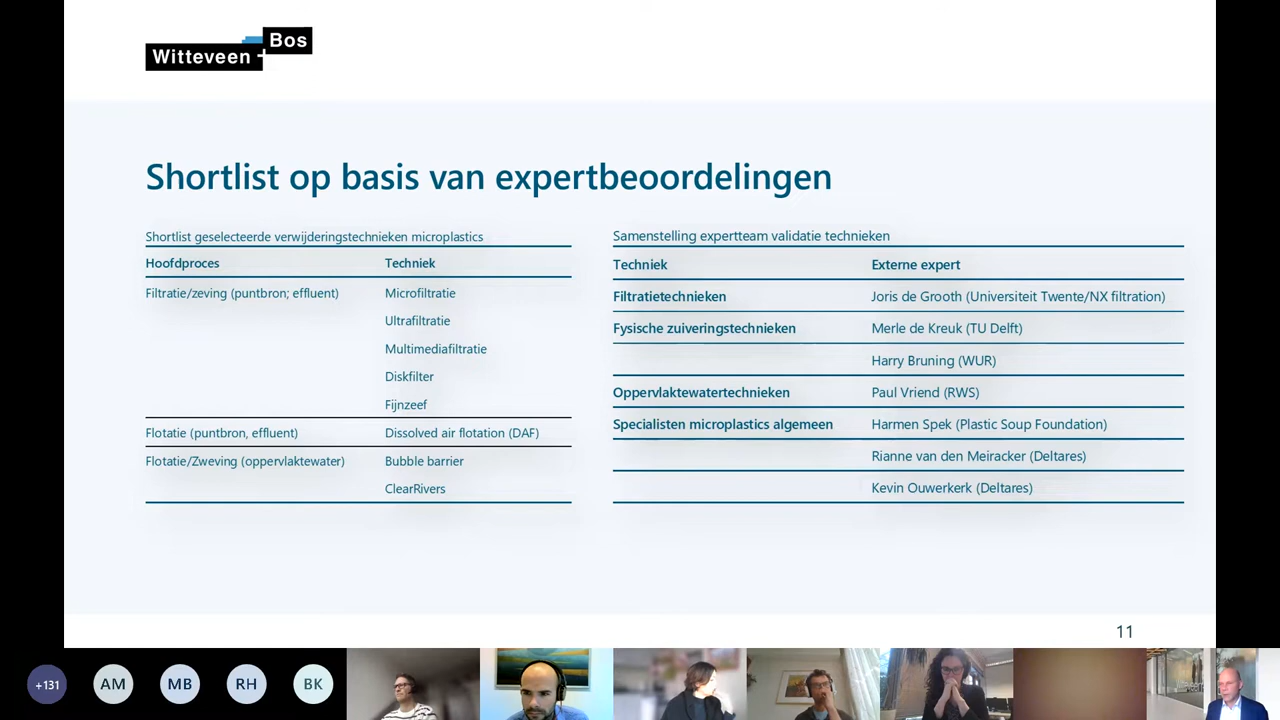 Witteveen + Bos
Shortlist op basis van expertbeoordelingen
Shortlist geselecteerde verwijderingstechnieken microplastics
Hoofdproces Techniek
Filtratie/zeving (puntbron; effluent) Microfiltratie
Ultrafiltratie
Multimediafiltratie
Diskfilter
Fijnzeef
Flotatie (puntbron, effluent) Dissolved air flotation (DAF)
Flotatie/Zweving (oppervlaktewater) Bubble barrier
ClearRivers
Samenstelling expertteam validatie technieken
Techniek Externe expert
Filtratietechnieken Joris de Grooth (Universiteit Twente/NX filtration)
Fysische zuiveringstechnieken Merle de Kreuk (TU Delft)
Harry Bruning (WUR)
Oppervlaktewatertechnieken Paul Vriend (RWS)
Specialisten microplastics algemeen Harmen Spek (Plastic Soup Foundation)
Rianne van den Meiracker (Deltares)
Kevin Ouwerkerk (Deltares)
11
+131 AM MB RH BK